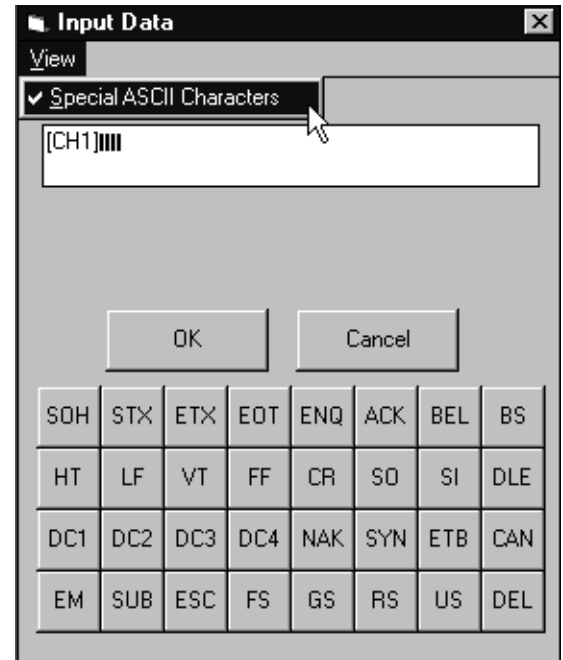 Input Data
View
Special ASCII Characters
[CH1]
OK Cancel
SOH STX ETX EOT ENQ ACK BEL BS
HT LF VT FF CR SO SI DLE
DC1 DC2 DC3 DC4 NAK SYN ETB CAN
EM SUB ESC FS GS RS US DEL